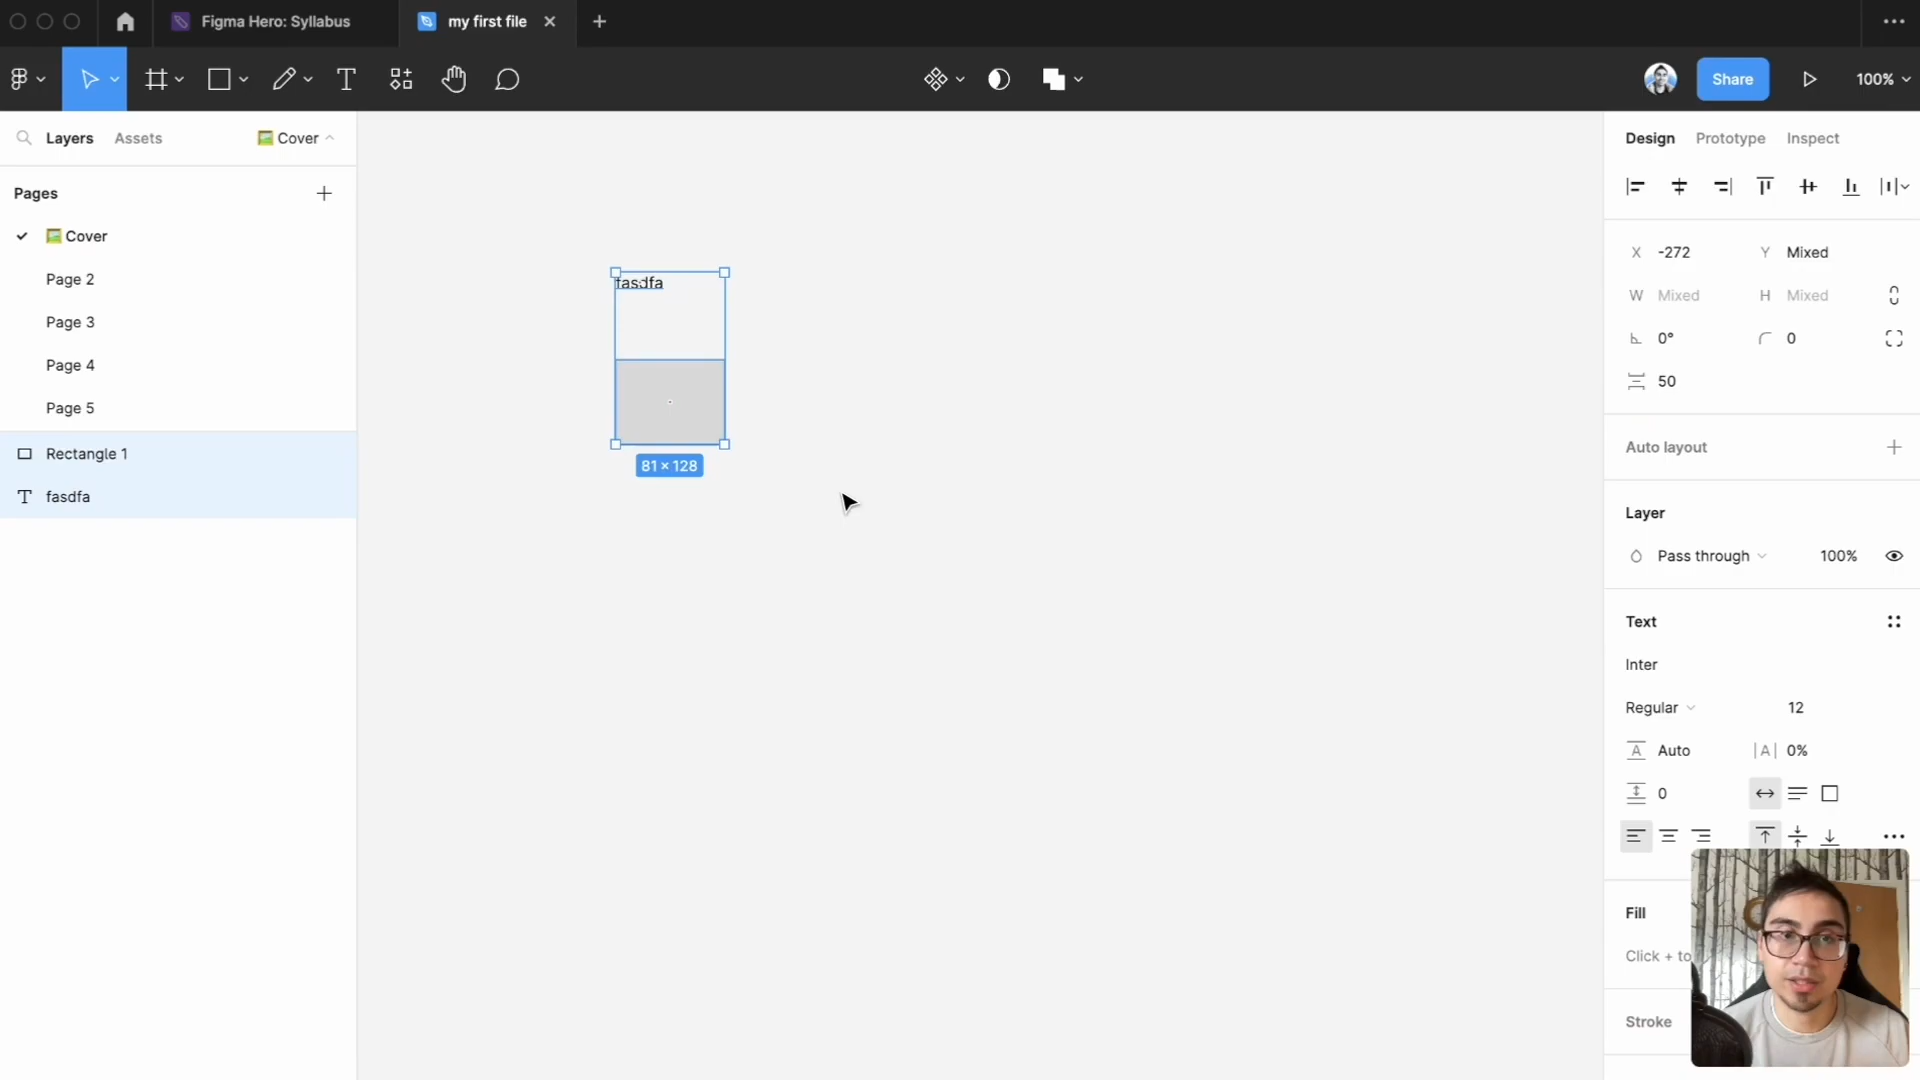 Figma Hero: Syllabus
my first file
Share
100%
Layers
Assets
Cover
Pages
Cover
Page 2
Page 3
Page 4
Page 5
Rectangle 1
fasdfa
fasdfa
81 × 128
Design
Prototype
Inspect
X -272
Y Mixed
W Mixed
H Mixed
0°
0
50
Auto layout
Layer
Pass through
100%
Text
Inter
Regular
12
Auto
|A| 0%
0
Fill
Click + to
Stroke